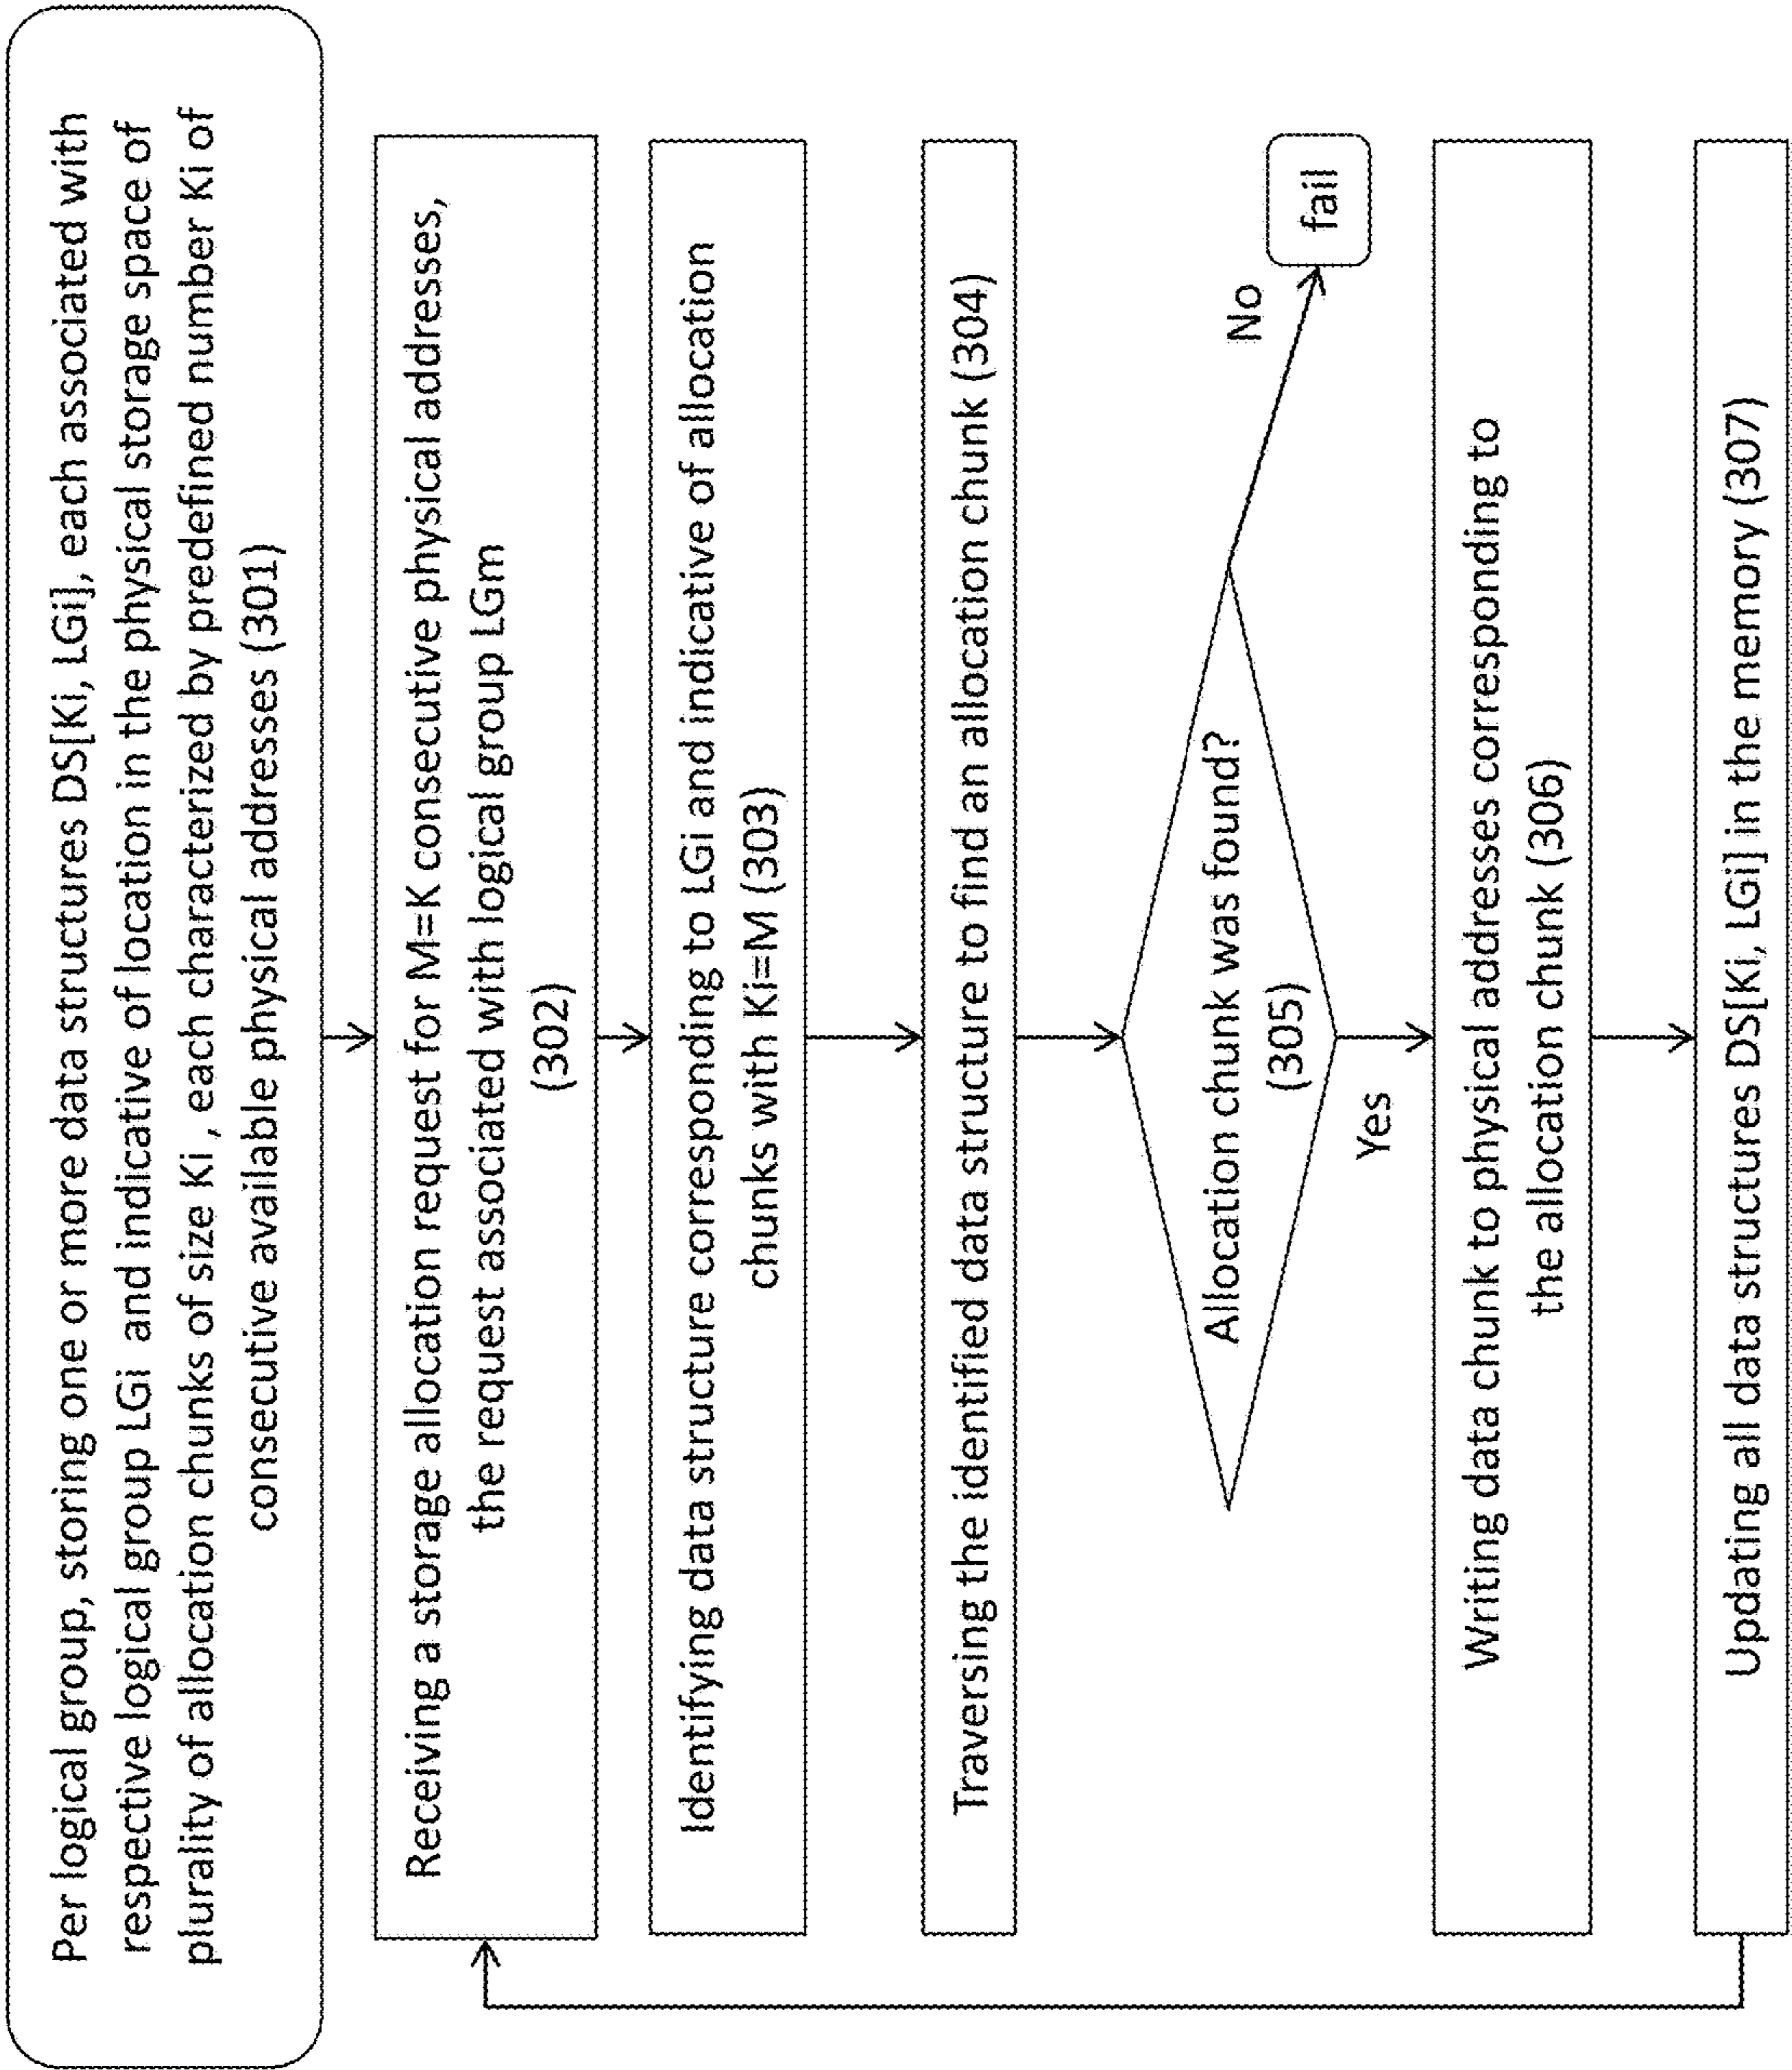 Per logical group, storing one or more data structures DS[Ki, LGi], each associated with
respective logical group LGi and indicative of location in the physical storage space of
plurality of allocation chunks of size Ki , each characterized by predefined number Ki of
consecutive available physical addresses (301)
Receiving a storage allocation request for M=K consecutive physical addresses,
the request associated with logical group LGm
(302)
Identifying data structure corresponding to LGi and indicative of allocation
chunks with Ki=M (303)
Traversing the identified data structure to find an allocation chunk (304)
Allocation chunk was found?
(305)
No
fail
Yes
Writing data chunk to physical addresses corresponding to
the allocation chunk (306)
Updating all data structures DS[Ki, LGi] in the memory (307)